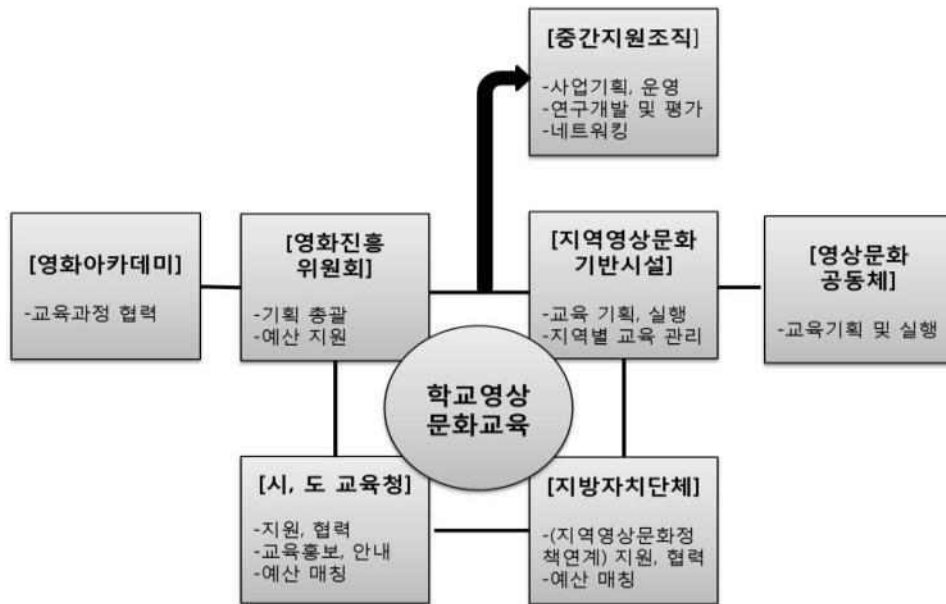 [중간지원조직]
-사업기획, 운영
-연구개발 및 평가
-네트워킹
[영화아카데미]
-교육과정 협력
[영화진흥
위원회]
-기획 총괄
-예산 지원
[지역영상문화
기반시설]
-교육 기획, 실행
-지역별 교육 관리
[영상문화
공동체]
-교육기획 및 실행
학교영상
문화교육
[시, 도 교육청]
-지원, 협력
-교육홍보, 안내
-예산 매칭
[지방자치단체]
-(지역영상문화정
책연계) 지원, 협력
-예산 매칭